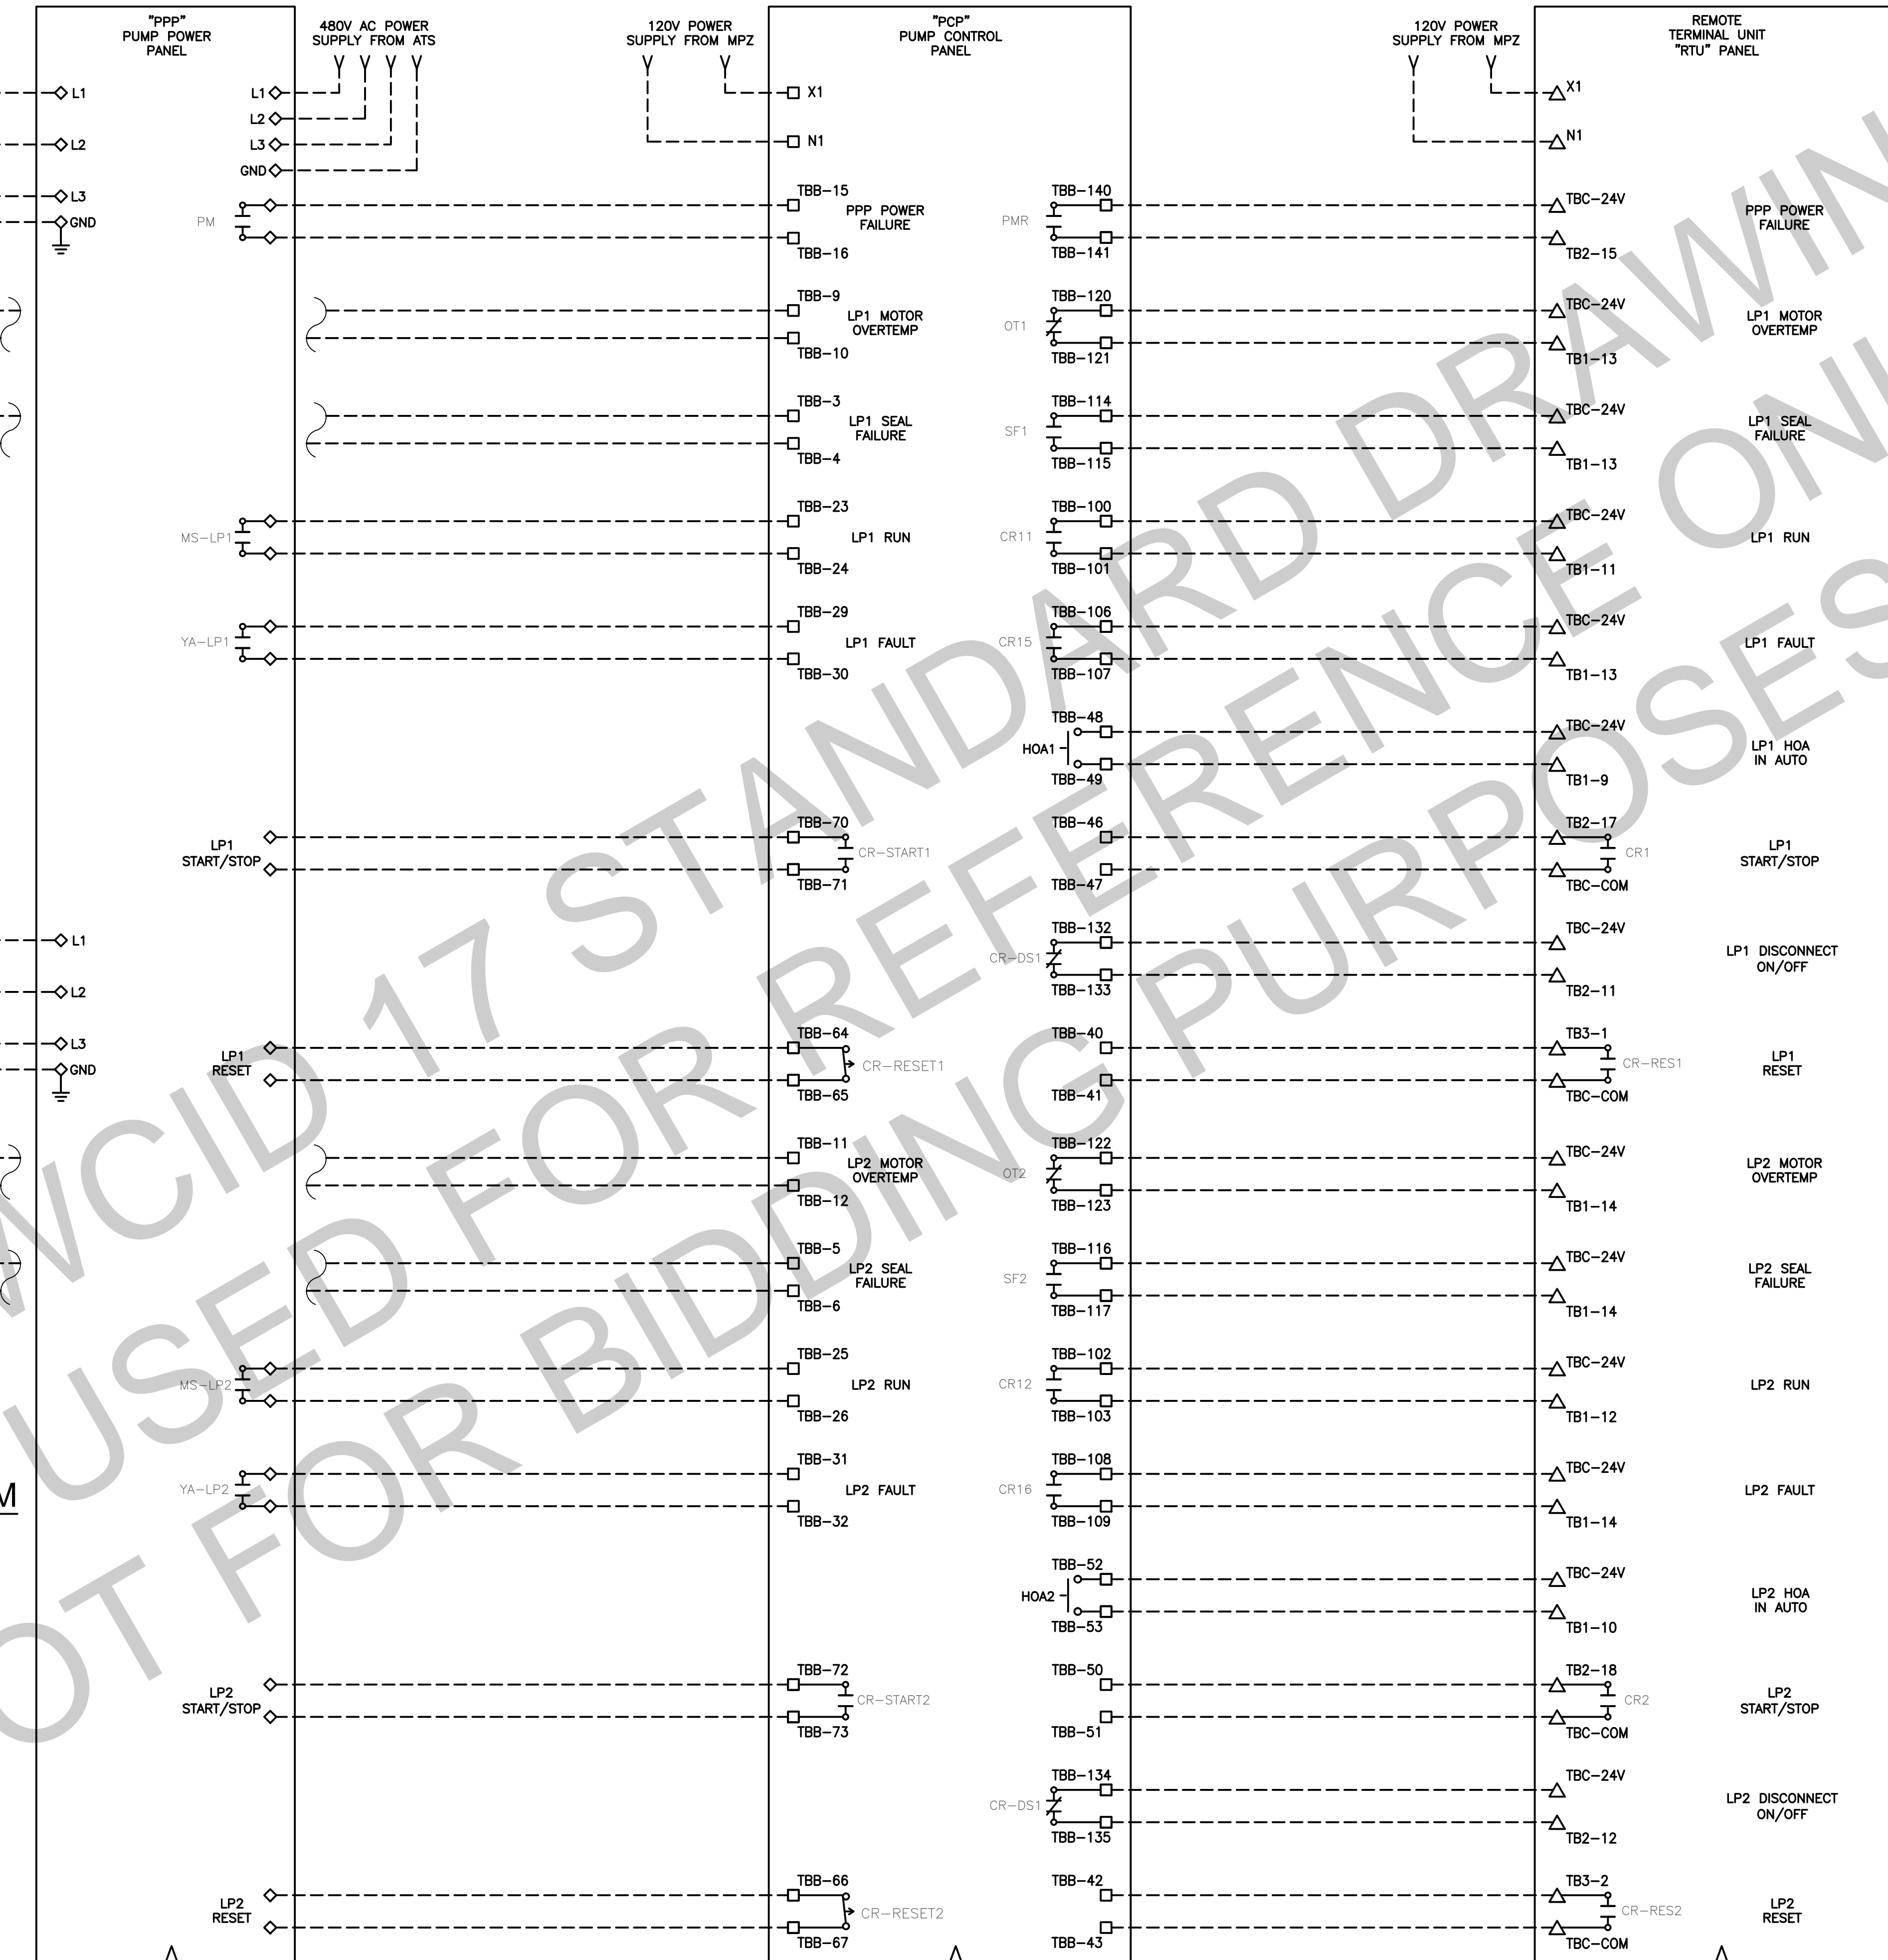 "PPP"
PUMP POWER
PANEL
480V AC POWER
SUPPLY FROM ATS
120V POWER
SUPPLY FROM MPZ
"PCP"
PUMP CONTROL
PANEL
120V POWER
SUPPLY FROM MPZ
REMOTE
TERMINAL UNIT
"RTU" PANEL
L1 L1 X1 X1
L2
L2 L3 N1 N1
GND
L3 TBB-15 TBB-140 TBC-24V
GND PM PPP POWER PMR PPP POWER
FAILURE FAILURE
TBB-16 TBB-141 TB2-15
TBB-9 TBB-120 TBC-24V
LP1 MOTOR OT1 LP1 MOTOR
OVERTEMP OVERTEMP
TBB-10 TBB-121 TB1-13
TBB-3 TBB-114 TBC-24V
LP1 SEAL SF1 LP1 SEAL
FAILURE FAILURE
TBB-4 TBB-115 TB1-13
TBB-23 TBB-100 TBC-24V
MS-LP1 LP1 RUN CR11 LP1 RUN
TBB-24 TBB-101 TB1-11
TBB-29 TBB-106 TBC-24V
YA-LP1 LP1 FAULT CR15 LP1 FAULT
TBB-30 TBB-107 TB1-13
TBB-48 TBC-24V
HOA1 LP1 HOA
IN AUTO
TBB-49 TB1-9
TBB-70 TBB-46 TB2-17
LP1 CR-START1 CR1 LP1
START/STOP START/STOP
TBB-71 TBB-47 TBC-COM
L1 TBB-132 TBC-24V
CR-DS1 LP1 DISCONNECT
ON/OFF
L2 TBB-133 TB2-11
L3 TBB-64 TBB-40 TB3-1
LP1 CR-RESET1 CR-RES1 LP1
GND RESET RESET
TBB-65 TBB-41 TBC-COM
TBB-11 TBB-122 TBC-24V
LP2 MOTOR OT2 LP2 MOTOR
OVERTEMP OVERTEMP
TBB-12 TBB-123 TB1-14
TBB-5 TBB-116 TBC-24V
LP2 SEAL SF2 LP2 SEAL
FAILURE FAILURE
TBB-6 TBB-117 TB1-14
TBB-25 TBB-102 TBC-24V
MS-LP2 LP2 RUN CR12 LP2 RUN
TBB-26 TBB-103 TB1-12
TBB-31 TBB-108 TBC-24V
M YA-LP2 LP2 FAULT CR16 LP2 FAULT
TBB-32 TBB-109 TB1-14
TBB-52 TBC-24V
HOA2 LP2 HOA
IN AUTO
TBB-53 TB1-10
TBB-72 TBB-50 TB2-18
LP2 CR-START2 CR2 LP2
START/STOP START/STOP
TBB-73 TBB-51 TBC-COM
TBB-134 TBC-24V
CR-DS1 LP2 DISCONNECT
ON/OFF
TBB-135 TB2-12
TBB-66 TBB-42 TB3-2
LP2 CR-RESET2 CR-RES2 LP2
RESET RESET
TBB-67 TBB-43 TBC-COM
WCID 17 STANDARD DRAWIN
USED FOR REFERENCE ONL
OT FOR BIDDING PURPOSES